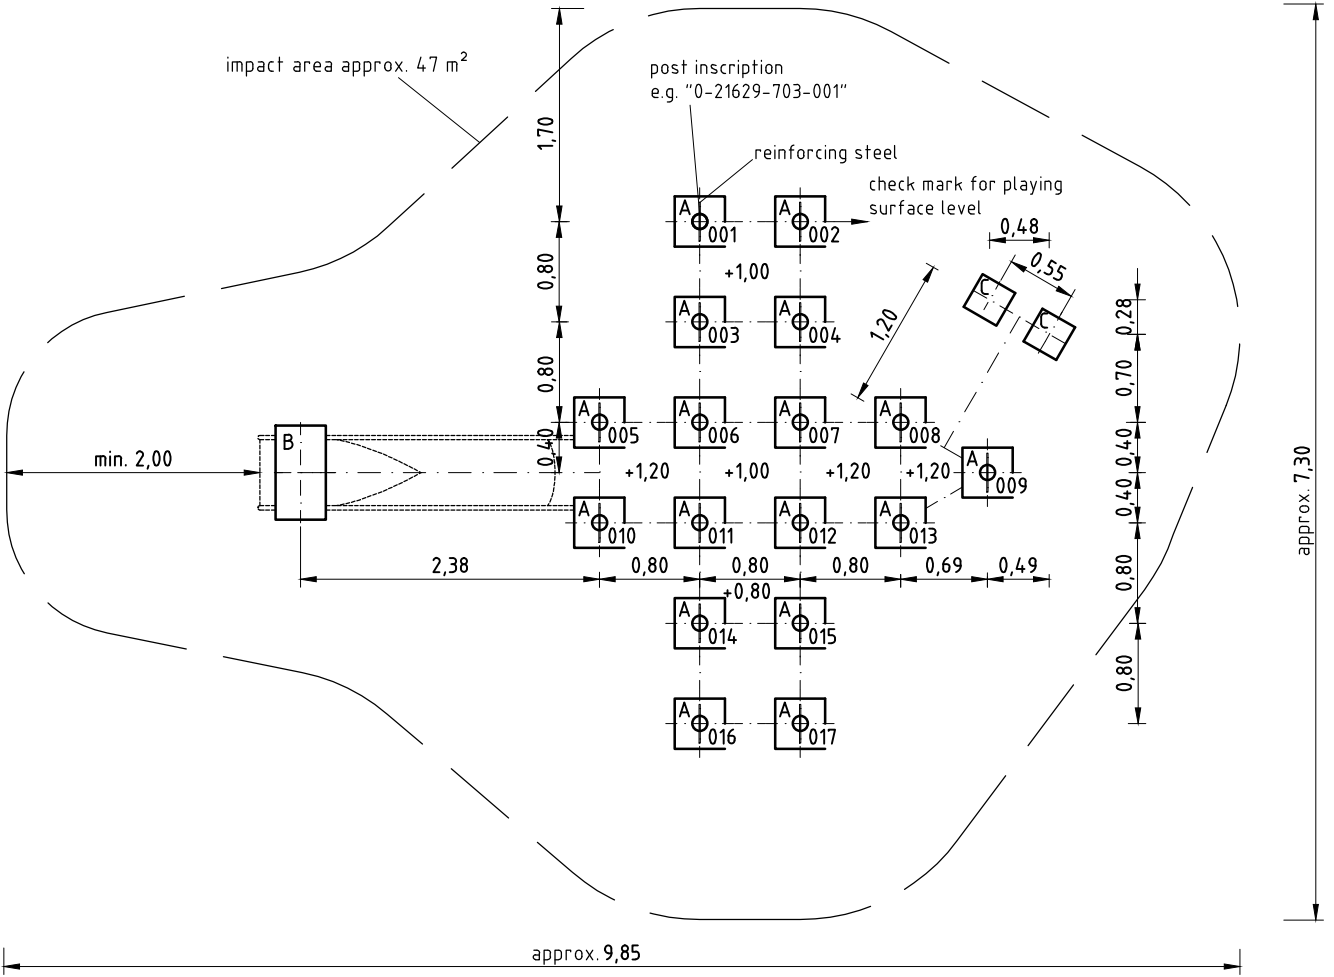 impact area approx. 47 m²
post inscription
e.g. "0-21629-703-001"
reinforcing steel
check mark for playing
surface level
1,70
A 001
A 002
0,48
0,55
C
C
+1,00
0,80
0,28
1,20
A 003
A 004
0,80
0,70
A 005
A 006
A 007
A 008
B
0,40
0,40
min. 2,00
+1,20
+1,00
+1,20
+1,20
A 009
0,40
approx. 7,30
A 010
A 011
A 012
A 013
2,38
0,80
0,80
0,80
0,69
0,49
0,80
+0,80
A 014
A 015
0,80
A 016
A 017
approx. 9,85